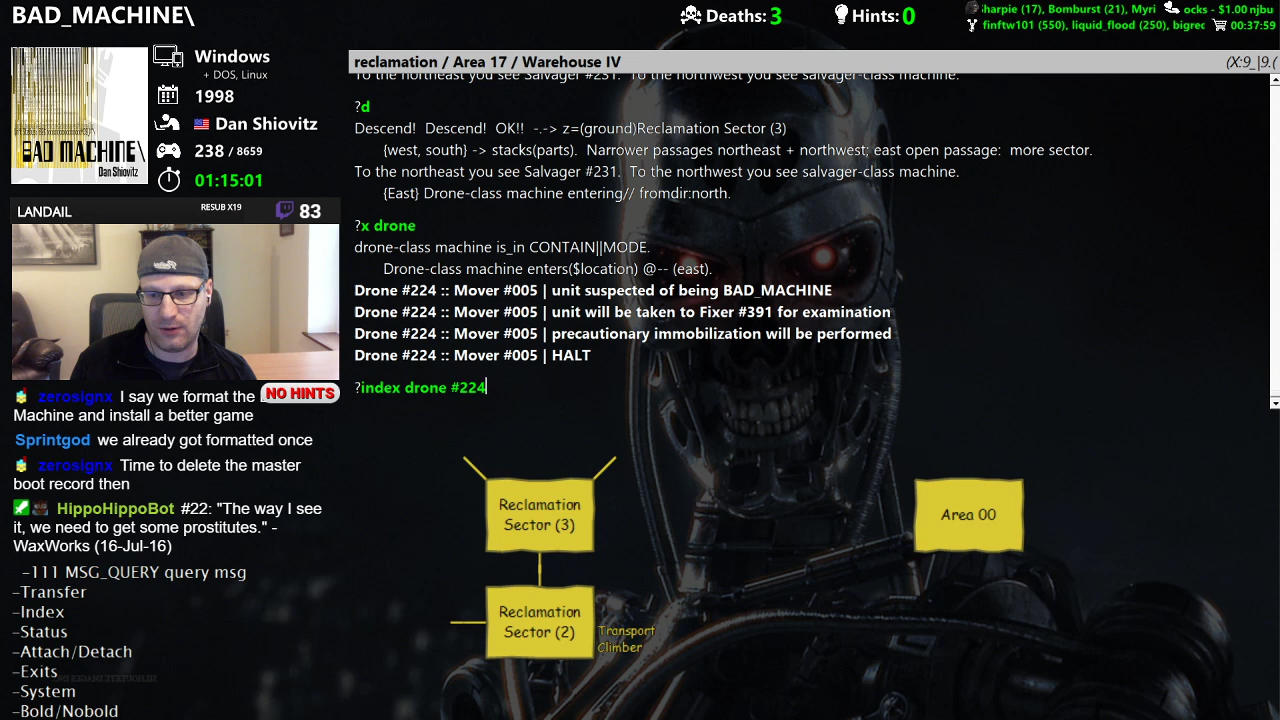 BAD_MACHINE\
Deaths: 3
Hints: 0
Sharpie (17), Bomburst (21), Myri
ocks - $1.00 njbu
finftw101 (550), liquid_flood (250), bigrec
00:37:59
BAD MACHINE\
Dan Shiovitz
Windows
+ DOS, Linux
1998
Dan Shiovitz
238 / 8659
01:15:01
LANDAIL
RESUB X19
83
reclamation / Area 17 / Warehouse IV
(X:9_|9.(
To the northeast you see Salvager #231. To the northwest you see salvager-class machine.
?d
Descend! Descend! OK!! -.-> z=(ground)Reclamation Sector (3)
{west, south} -> stacks(parts). Narrower passages northeast + northwest; east open passage: more sector.
To the northeast you see Salvager #231. To the northwest you see salvager-class machine.
{East} Drone-class machine entering// fromdir:north.
?x drone
drone-class machine is_in CONTAIN||MODE.
Drone-class machine enters($location) @-- (east).
Drone #224 :: Mover #005 | unit suspected of being BAD_MACHINE
Drone #224 :: Mover #005 | unit will be taken to Fixer #391 for examination
Drone #224 :: Mover #005 | precautionary immobilization will be performed
Drone #224 :: Mover #005 | HALT
?index drone #224
NO HINTS
zerosignx I say we format the
Machine and install a better game
Sprintgod we already got formatted once
zerosignx Time to delete the master
boot record then
HippoHippoBot #22: "The way I see
it, we need to get some prostitutes." -
WaxWorks (16-Jul-16)
-111 MSG_QUERY query msg
-Transfer
-Index
-Status
-Attach/Detach
-Exits
-System
-Bold/Nobold
Reclamation
Sector (3)
Area 00
Reclamation
Sector (2)
Transport
Climber